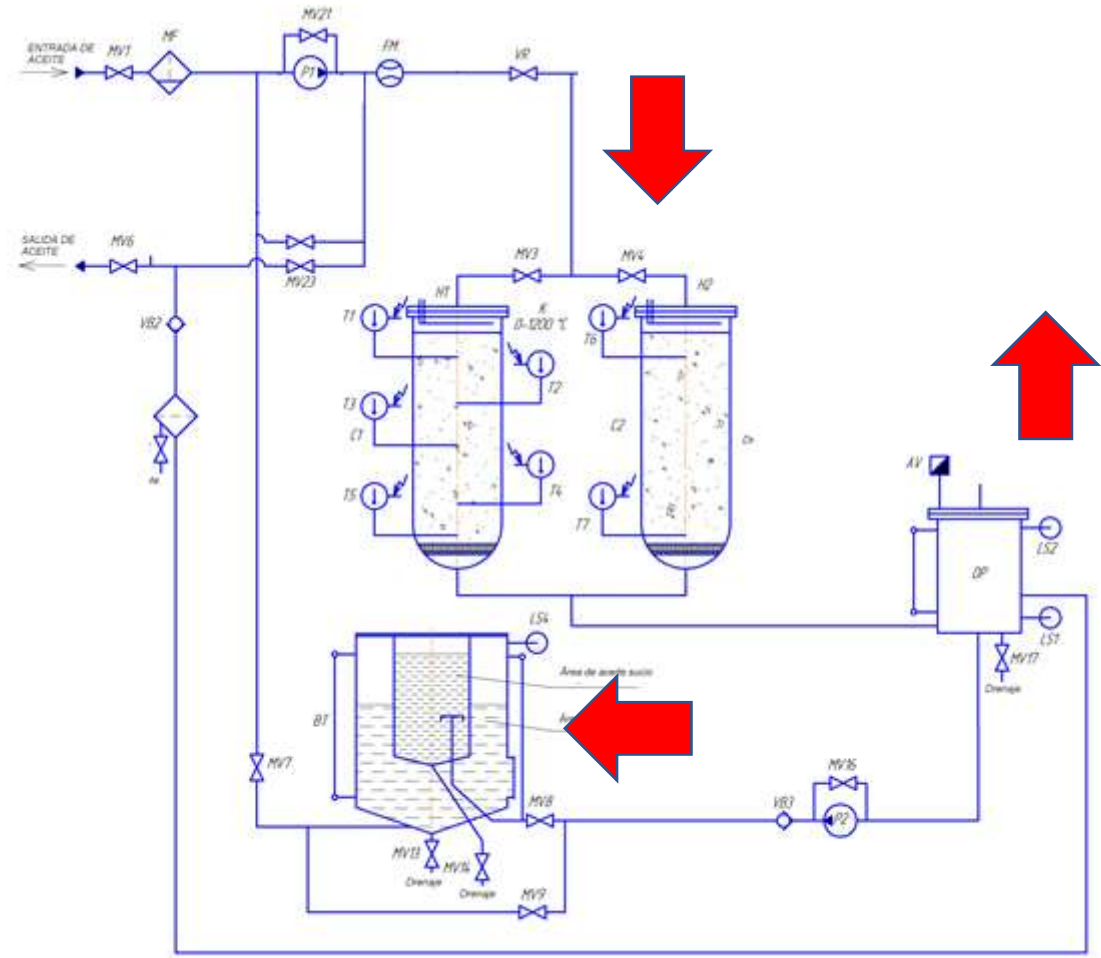 MV21
MF
ENTRADA DE
ACEITE
MV1
P1
FM
VR
SALIDA DE
ACEITE
MV6
MV23
MV3
MV4
H1
H2
K
0-1200 °C
T1
T6
VB2
T2
T3
C1
C2
T4
T5
T7
AV
LS2
DP
LS1
MV17
Drenaje
LS4
Área de aceite sucio
BT
MV7
MV16
MV8
VB3
P2
MV13
MV14
Drenaje
Drenaje
MV9